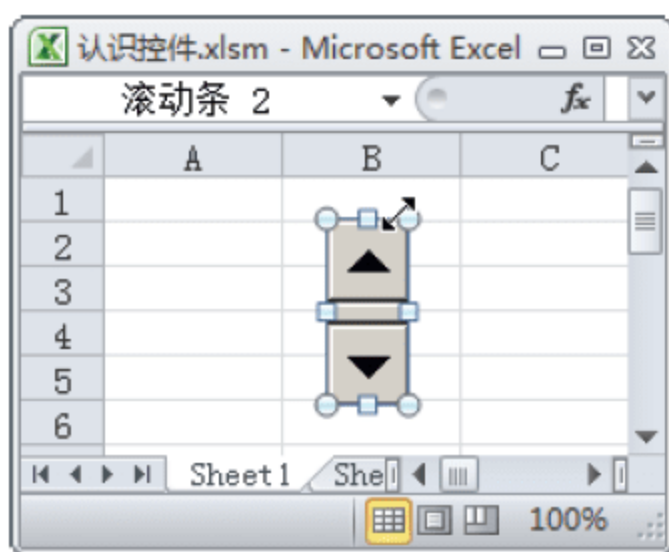 认识控件.xlsm - Microsoft Excel
滚动条 2
fx
A B C
1
2
3
4
5
6
Sheet1 She
100%